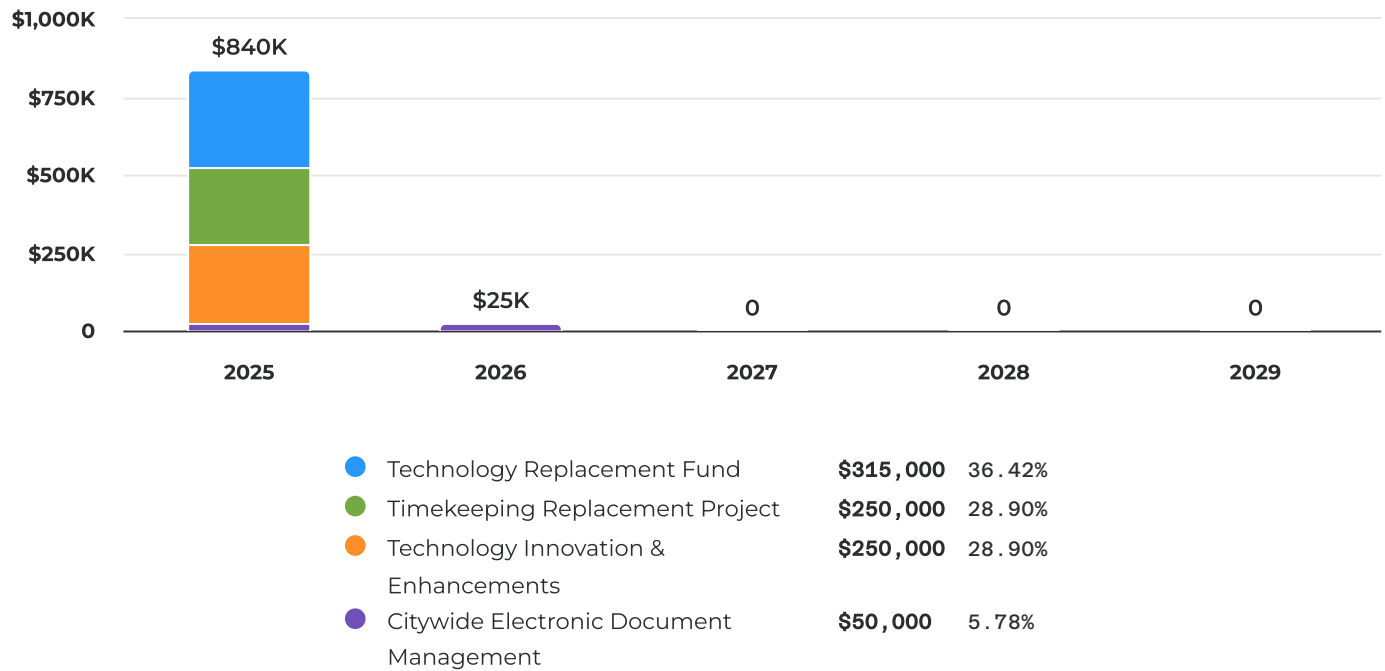 $1,000K
$840K
$750K
$500K
$250K
$25K
0
0
0
0
2025
2026
2027
2028
2029
Technology Replacement Fund $315,000 36.42%
Timekeeping Replacement Project $250,000 28.90%
Technology Innovation & $250,000 28.90%
Enhancements
Citywide Electronic Document $50,000 5.78%
Management